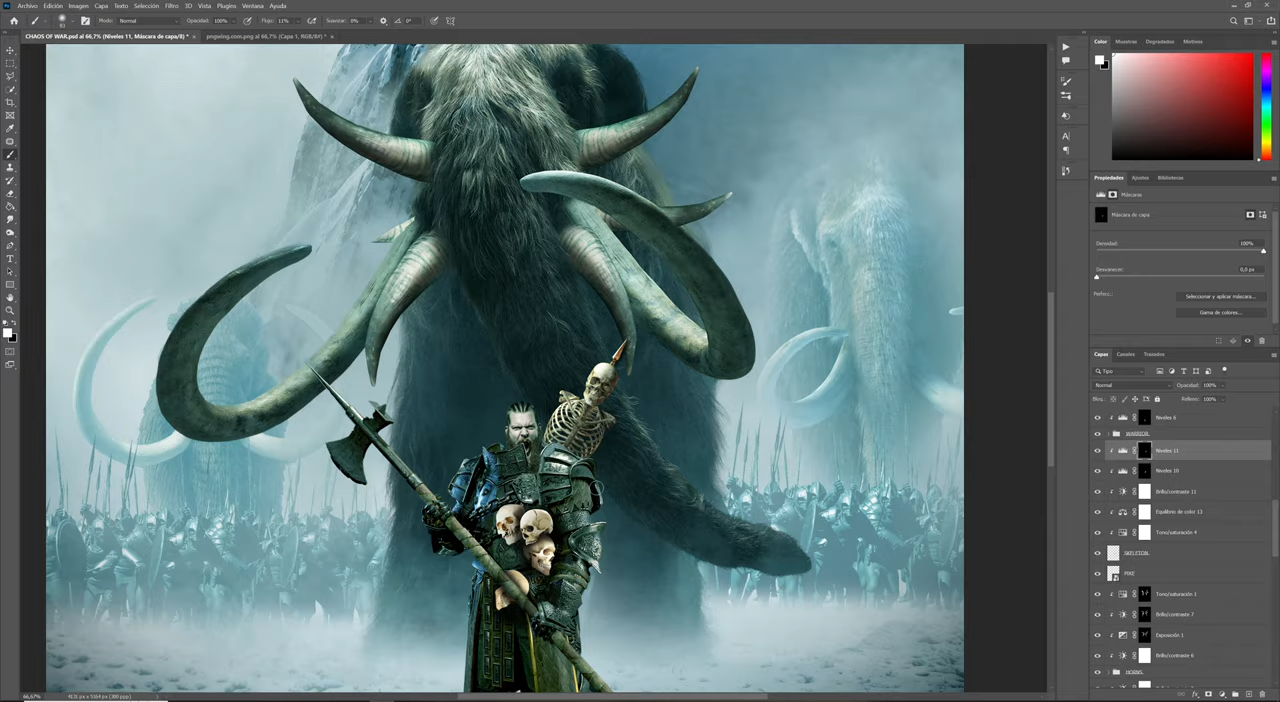 Archivo Edición Imagen Capa Texto Selección Filtro 3D Vista Plugins Ventana Ayuda
Modo: Normal Opacidad: 100% Flujo: 11% Suavizar: 0% 0°
CHAOS OF WAR.psd al 66,7% (Niveles 11, Máscara de capa/8) * ×
pngwing.com.png al 66,7% (Capa 1, RGB/8#) * ×
Color Muestras Degradados Motivos
Propiedades Ajustes Bibliotecas
Máscaras
Máscara de capa
Densidad: 100%
Desvanecer: 0,0 px
Perfecc.:
Seleccionar y aplicar máscara...
Gama de colores...
Capas Canales Trazados
Tipo
Normal Opacidad: 100%
Bloq.: Relleno: 100%
Niveles 6
WARRIOR
Niveles 11
Niveles 10
Brillo/contraste 11
Equilibrio de color 13
Tono/saturación 4
SKELETON
PIKE
Tono/saturación 1
Brillo/contraste 7
Exposición 1
Brillo/contraste 6
HORNS
66,67%